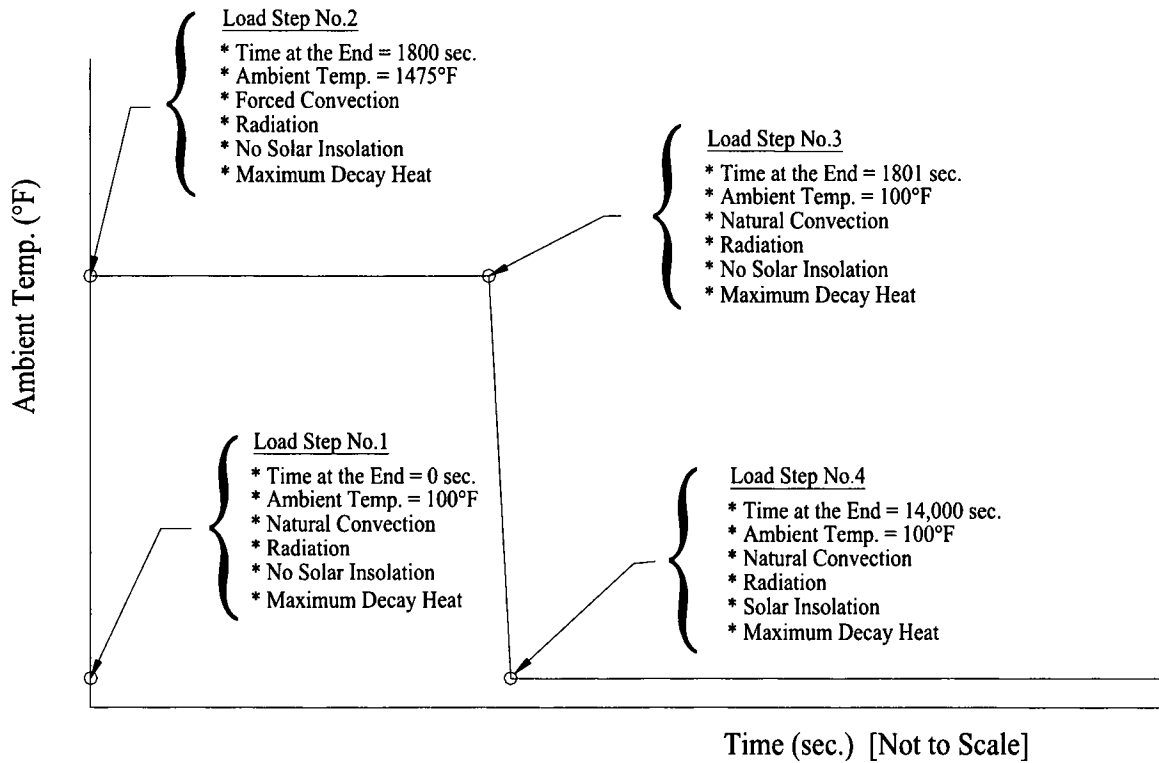 Load Step No.2
* Time at the End = 1800 sec.
* Ambient Temp. = 1475°F
* Forced Convection
* Radiation
* No Solar Insolation
* Maximum Decay Heat
Load Step No.3
* Time at the End = 1801 sec.
* Ambient Temp. = 100°F
* Natural Convection
* Radiation
* No Solar Insolation
* Maximum Decay Heat
Ambient Temp. (°F)
Load Step No.1
* Time at the End = 0 sec.
* Ambient Temp. = 100°F
* Natural Convection
* Radiation
* No Solar Insolation
* Maximum Decay Heat
Load Step No.4
* Time at the End = 14,000 sec.
* Ambient Temp. = 100°F
* Natural Convection
* Radiation
* Solar Insolation
* Maximum Decay Heat
Time (sec.) [Not to Scale]